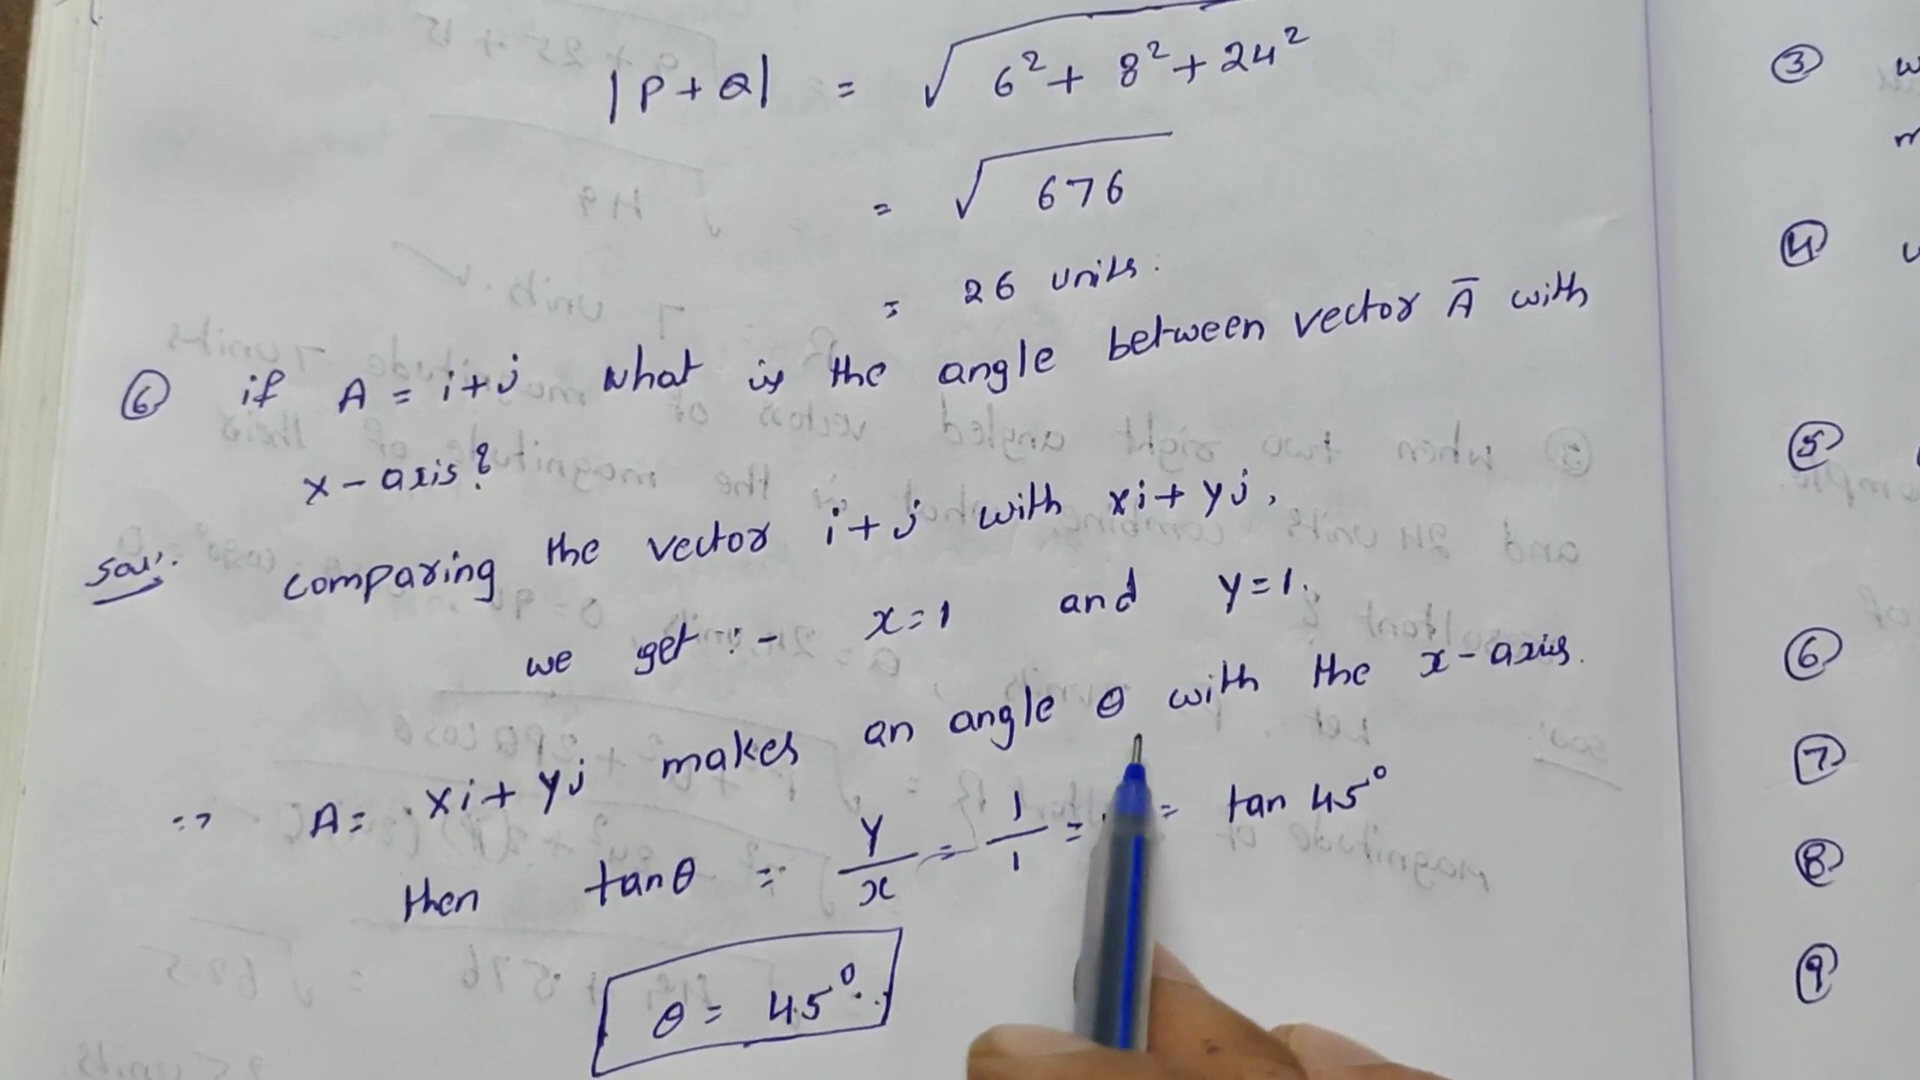 |P+Q| = √6²+8²+24²
= √676
= 26 units.
⑥ if A = i+j what is the angle between vector A̅ with
x-axis?
sol:- comparing the vector i+j with xi+yj,
we get :- x=1 and y=1.
∴ A= xi+yj makes an angle θ with the x-axis.
then tanθ = y/x = 1/1 = = tan 45°
θ = 45°.
③
④
⑤
⑥
⑦
⑧
⑨